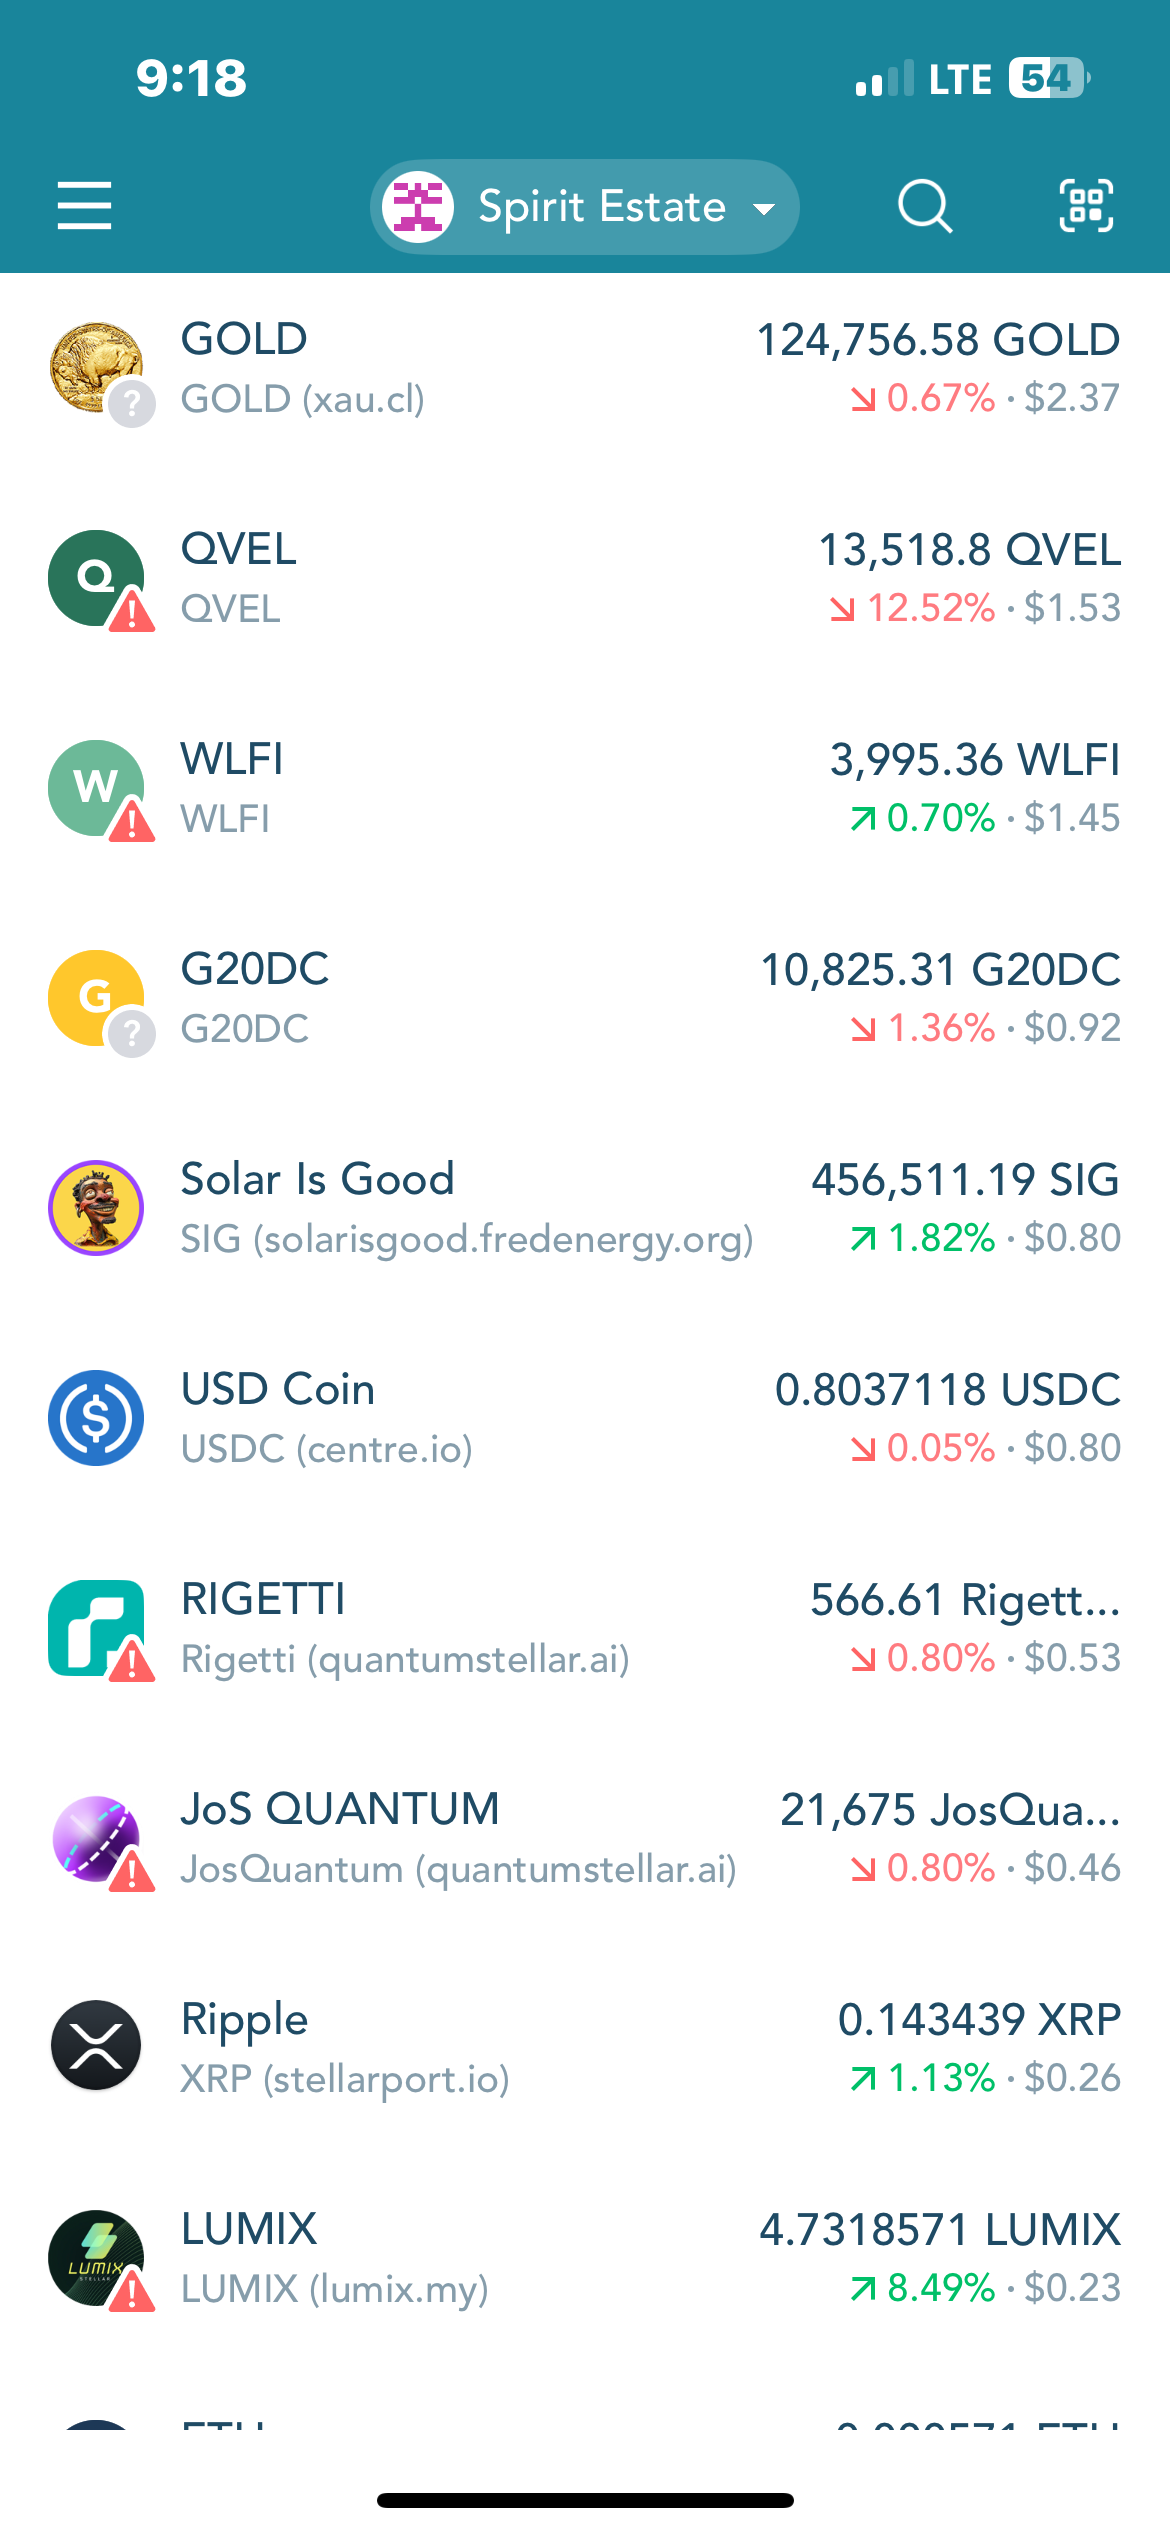 9:18
LTE 54
Spirit Estate
GOLD
124,756.58 GOLD
GOLD (xau.cl)
0.67% · $2.37
?
QVEL
13,518.8 QVEL
Q
QVEL
12.52% · $1.53
!
WLFI
3,995.36 WLFI
W
WLFI
0.70% · $1.45
!
G20DC
10,825.31 G20DC
G
G20DC
1.36% · $0.92
?
Solar Is Good
456,511.19 SIG
SIG (solarisgood.fredenergy.org)
1.82% · $0.80
USD Coin
0.8037118 USDC
$
USDC (centre.io)
0.05% · $0.80
RIGETTI
566.61 Rigett...
Rigetti (quantumstellar.ai)
0.80% · $0.53
!
JoS QUANTUM
21,675 JosQua...
JosQuantum (quantumstellar.ai)
0.80% · $0.46
!
Ripple
0.143439 XRP
XRP (stellarport.io)
1.13% · $0.26
LUMIX
4.7318571 LUMIX
LUMIX
STELLAR
LUMIX (lumix.my)
8.49% · $0.23
!